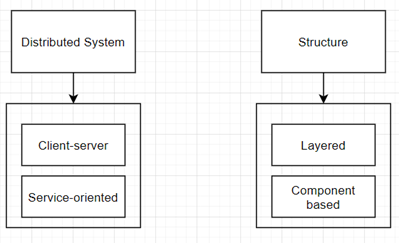 Distributed System
Structure
Client-server
Layered
Service-oriented
Component
based